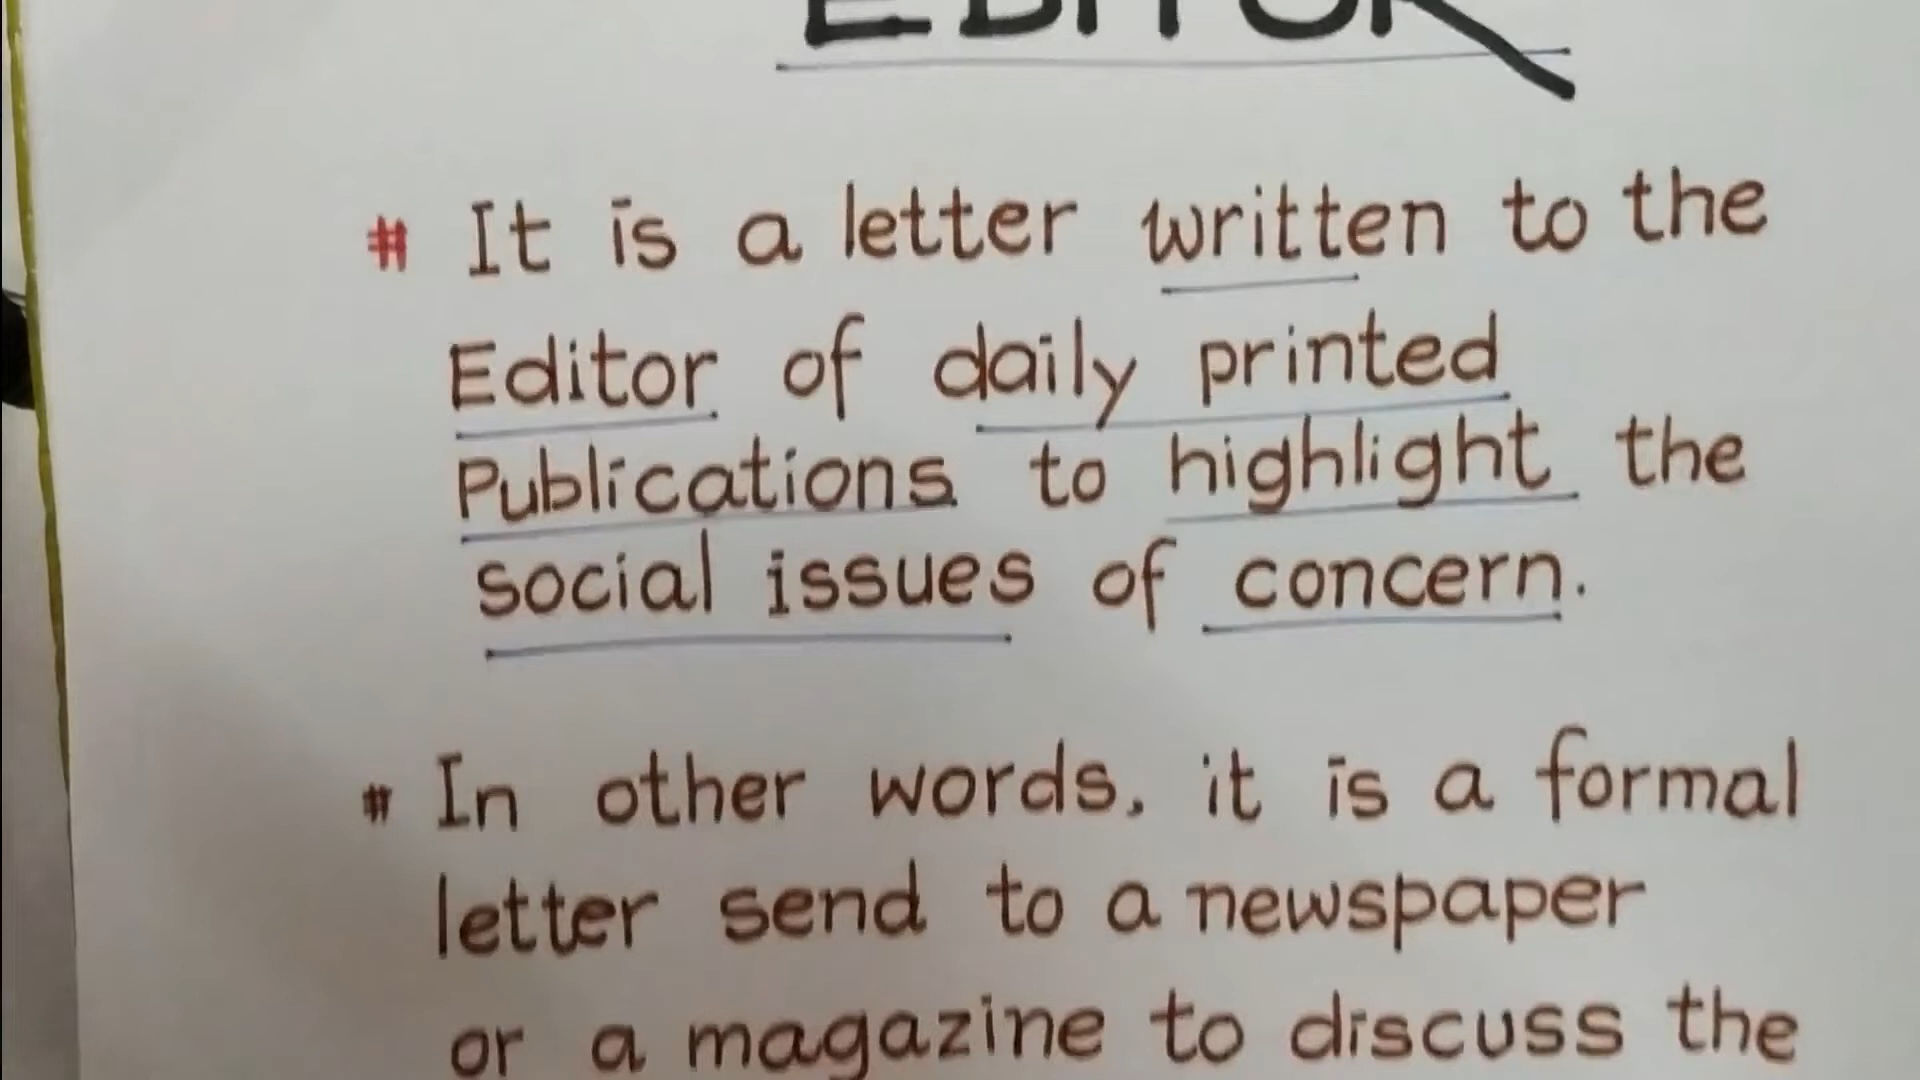 EDITOR
# It is a letter written to the
Editor of daily printed
Publications to highlight the
social issues of concern.
# In other words, it is a formal
letter send to a newspaper
or a magazine to discuss the